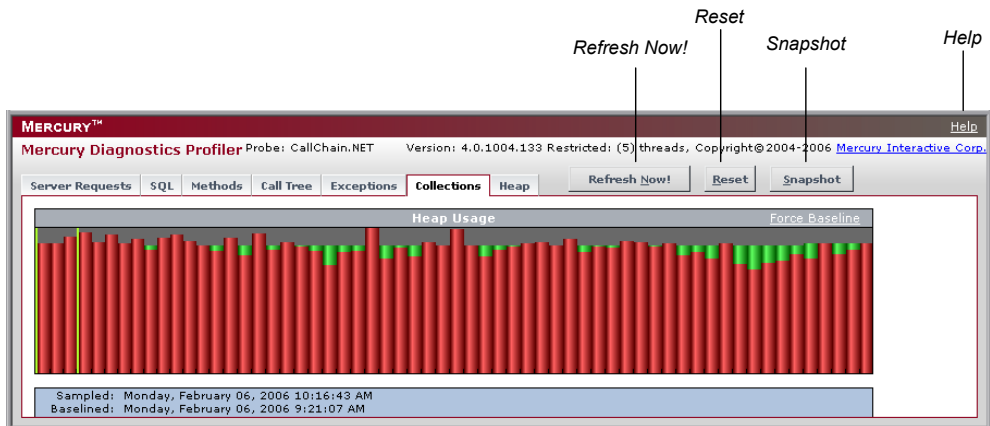 Reset
Refresh Now!
Snapshot
Help
MERCURY™
Help
Mercury Diagnostics Profiler Probe: CallChain.NET Version: 4.0.1004.133 Restricted: (5) threads, Copyright©2004-2006 Mercury Interactive Corp.
Server Requests SQL Methods Call Tree Exceptions Collections Heap Refresh Now! Reset Snapshot
Heap Usage Force Baseline
Sampled: Monday, February 06, 2006 10:16:43 AM
Baselined: Monday, February 06, 2006 9:21:07 AM